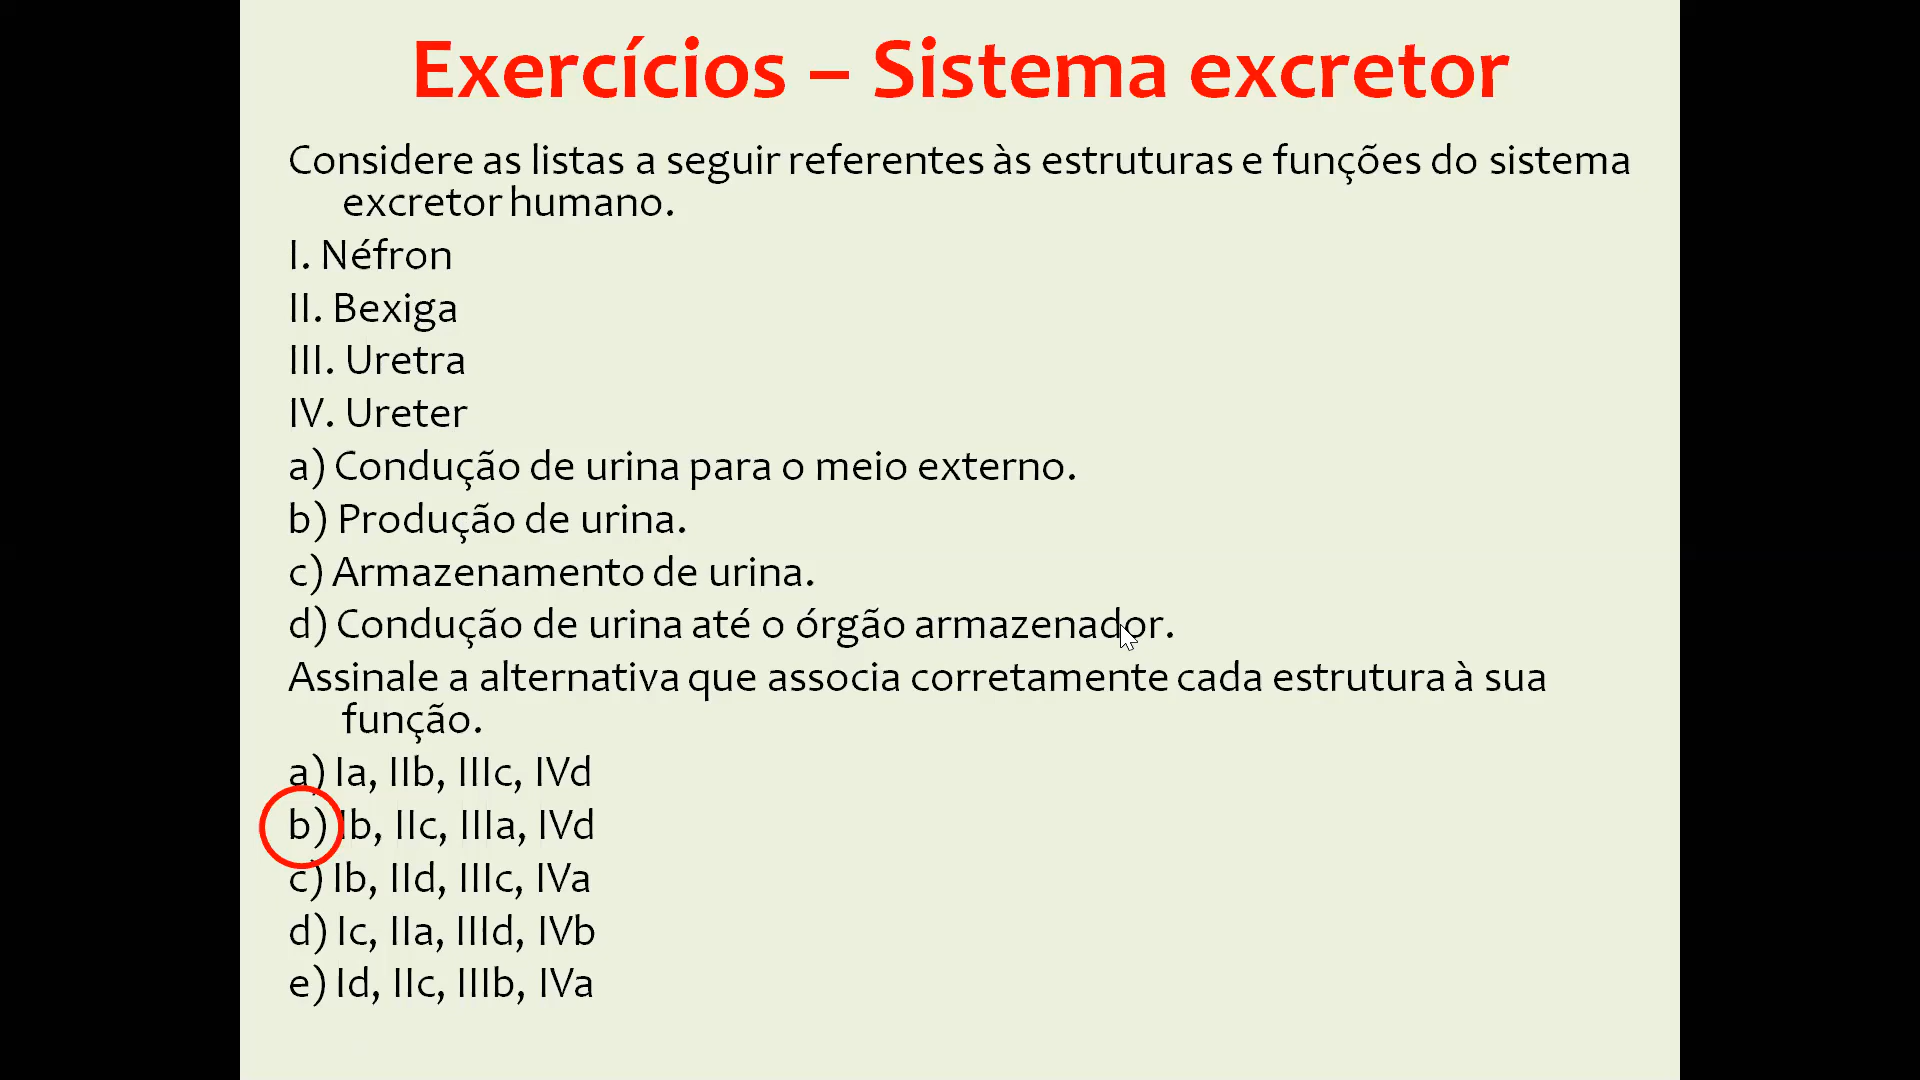 Exercícios – Sistema excretor
Considere as listas a seguir referentes às estruturas e funções do sistema
excretor humano.
I. Néfron
II. Bexiga
III. Uretra
IV. Ureter
a) Condução de urina para o meio externo.
b) Produção de urina.
c) Armazenamento de urina.
d) Condução de urina até o órgão armazenador.
Assinale a alternativa que associa corretamente cada estrutura à sua
função.
a) Ia, IIb, IIIc, IVd
b) Ib, IIc, IIIa, IVd
c) Ib, IId, IIIc, IVa
d) Ic, IIa, IIId, IVb
e) Id, IIc, IIIb, IVa